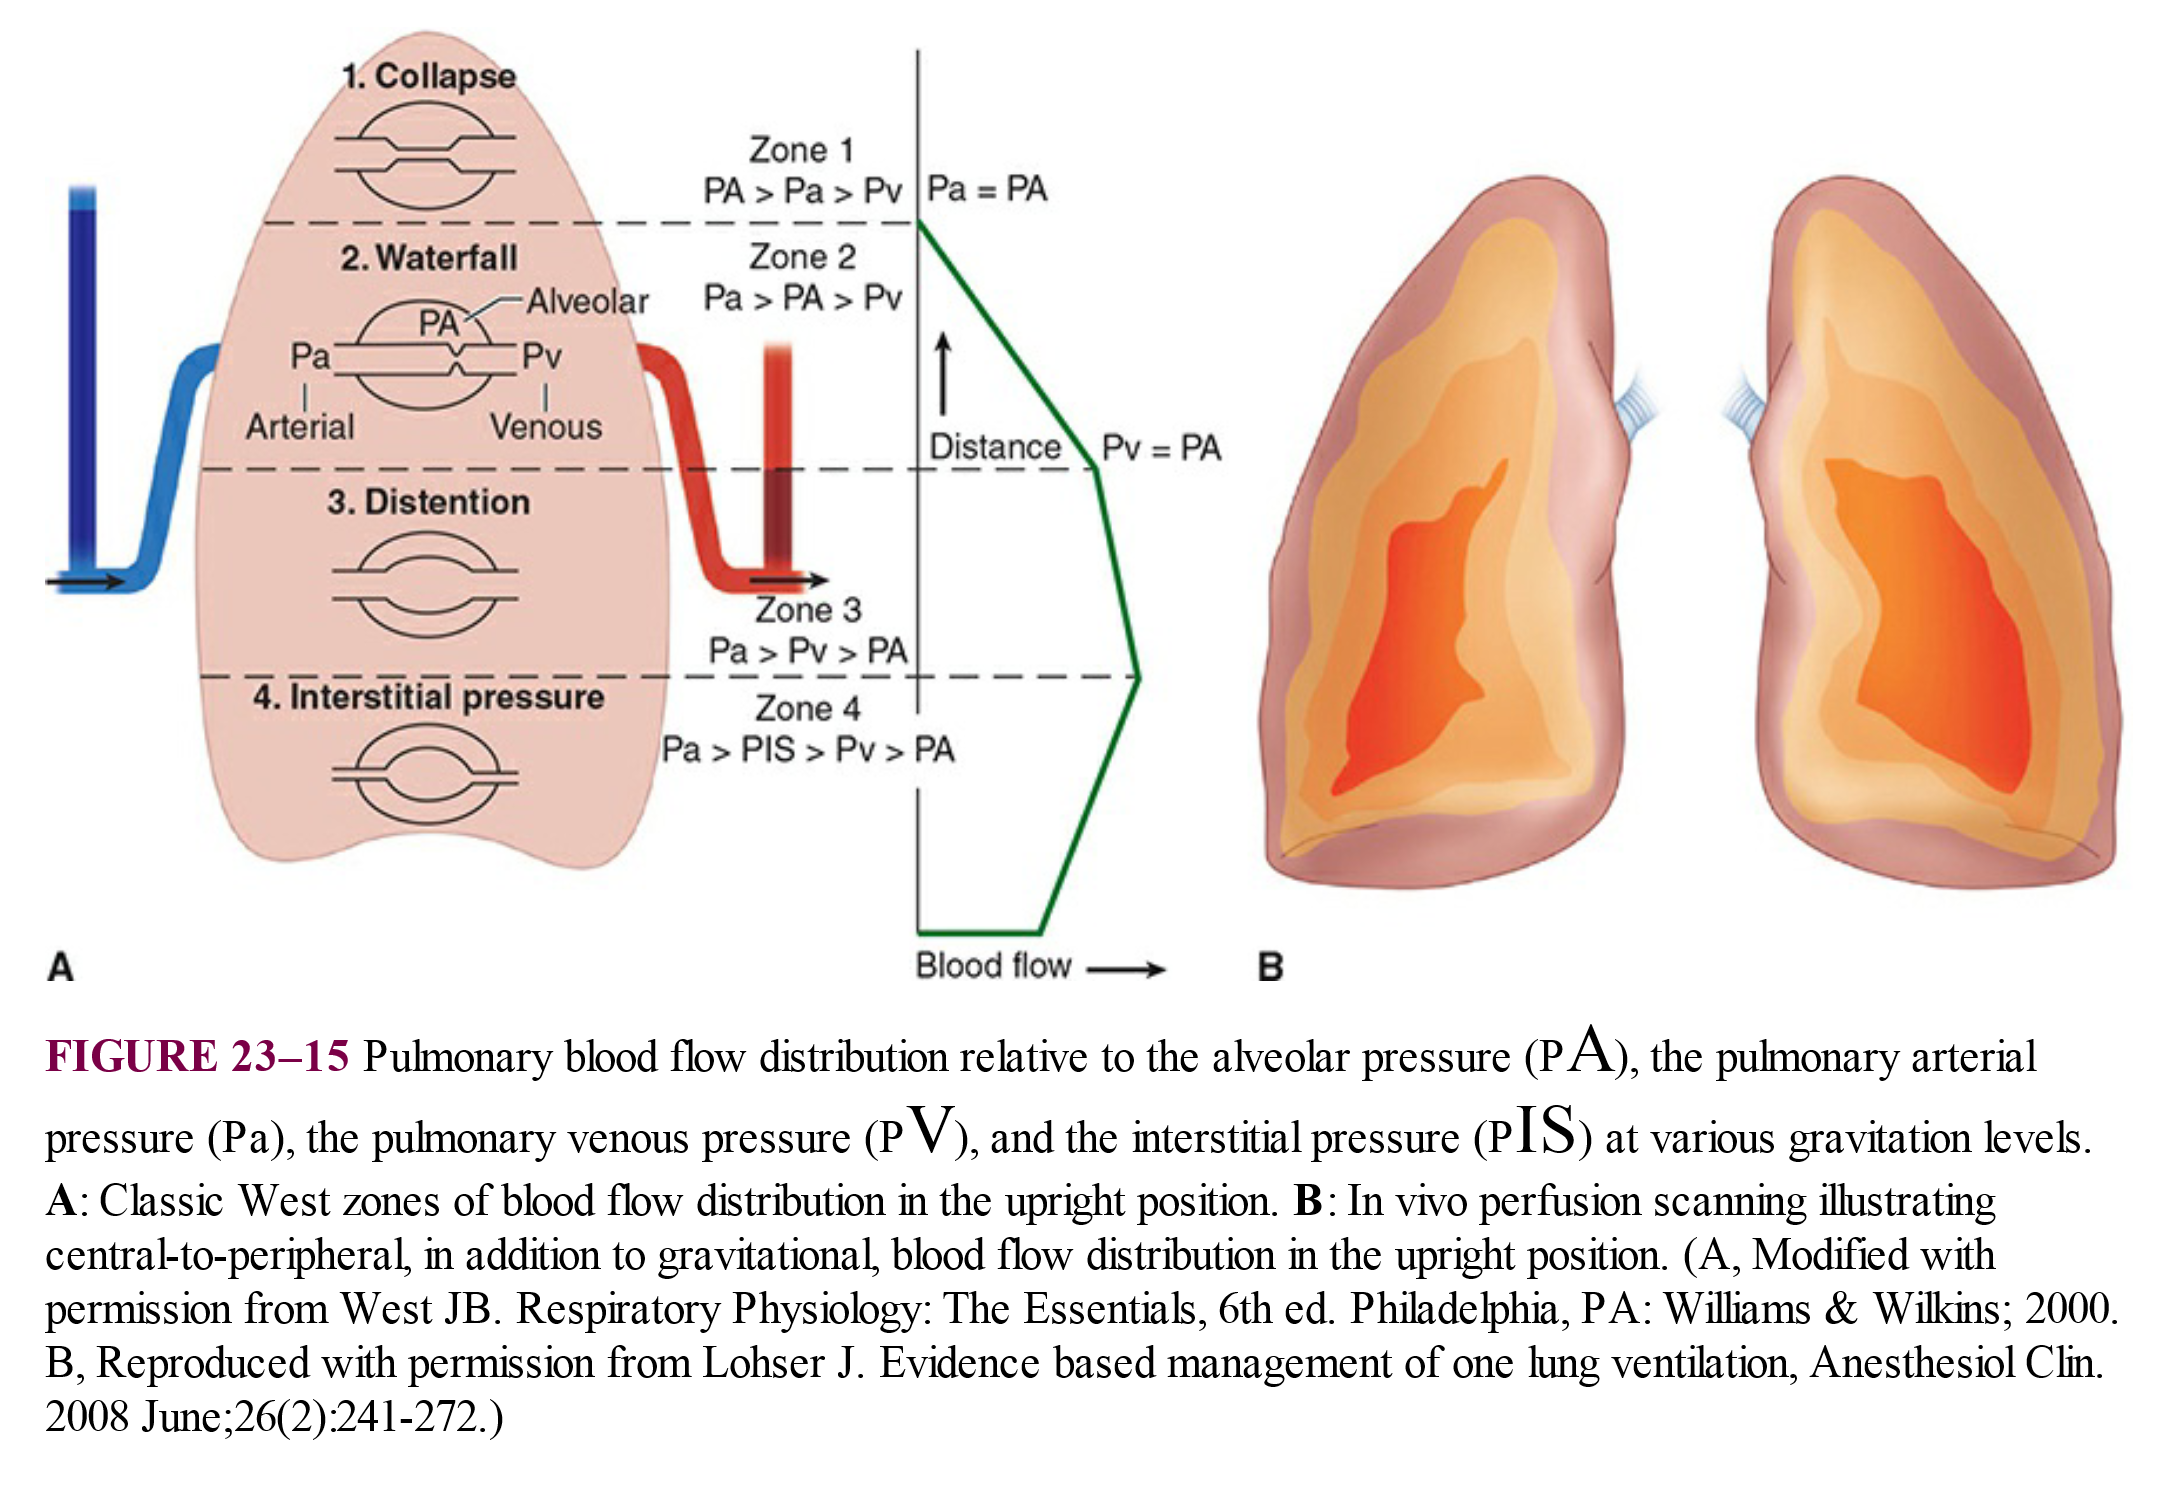 1. Collapse
Zone 1
PA > Pa > Pv
Pa = PA
2. Waterfall
Zone 2
Pa > PA > Pv
Alveolar
PA
Pa
Pv
Arterial
Venous
Distance
Pv = PA
3. Distention
Zone 3
Pa > Pv > PA
4. Interstitial pressure
Zone 4
Pa > PIS > Pv > PA
Blood flow
A
B
FIGURE 23–15 Pulmonary blood flow distribution relative to the alveolar pressure (PA), the pulmonary arterial
pressure (Pa), the pulmonary venous pressure (PV), and the interstitial pressure (PIS) at various gravitation levels.
A: Classic West zones of blood flow distribution in the upright position. B: In vivo perfusion scanning illustrating
central-to-peripheral, in addition to gravitational, blood flow distribution in the upright position. (A, Modified with
permission from West JB. Respiratory Physiology: The Essentials, 6th ed. Philadelphia, PA: Williams & Wilkins; 2000.
B, Reproduced with permission from Lohser J. Evidence based management of one lung ventilation, Anesthesiol Clin.
2008 June;26(2):241-272.)